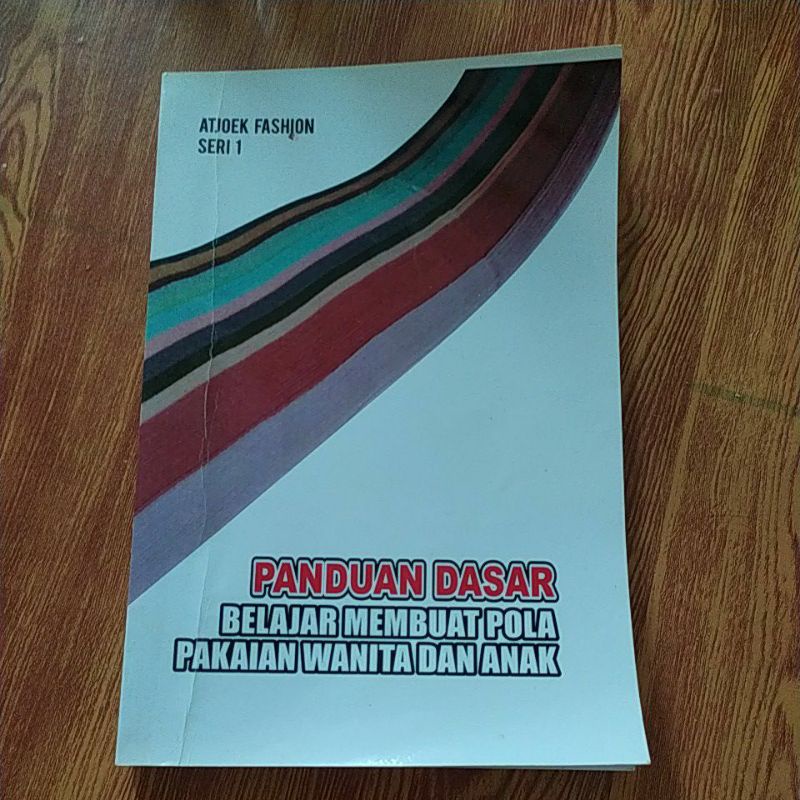 ATJOEK FASHION
SERI 1
PANDUAN DASAR
BELAJAR MEMBUAT POLA
PAKAIAN WANITA DAN ANAK